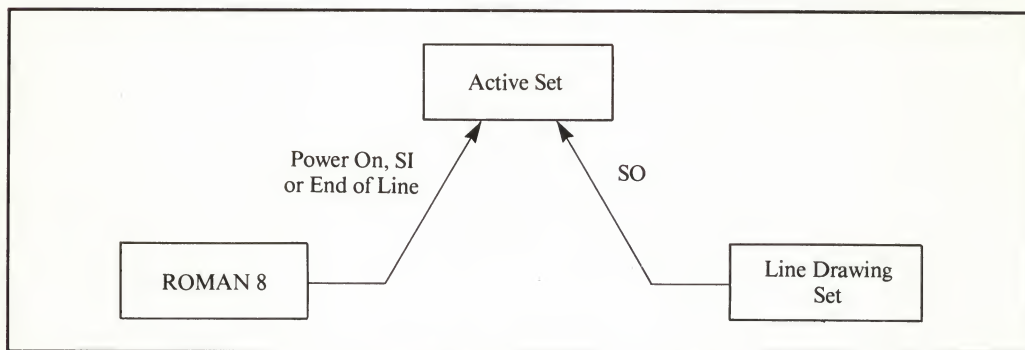 Active Set
Power On, SI
or End of Line
SO
ROMAN 8
Line Drawing
Set